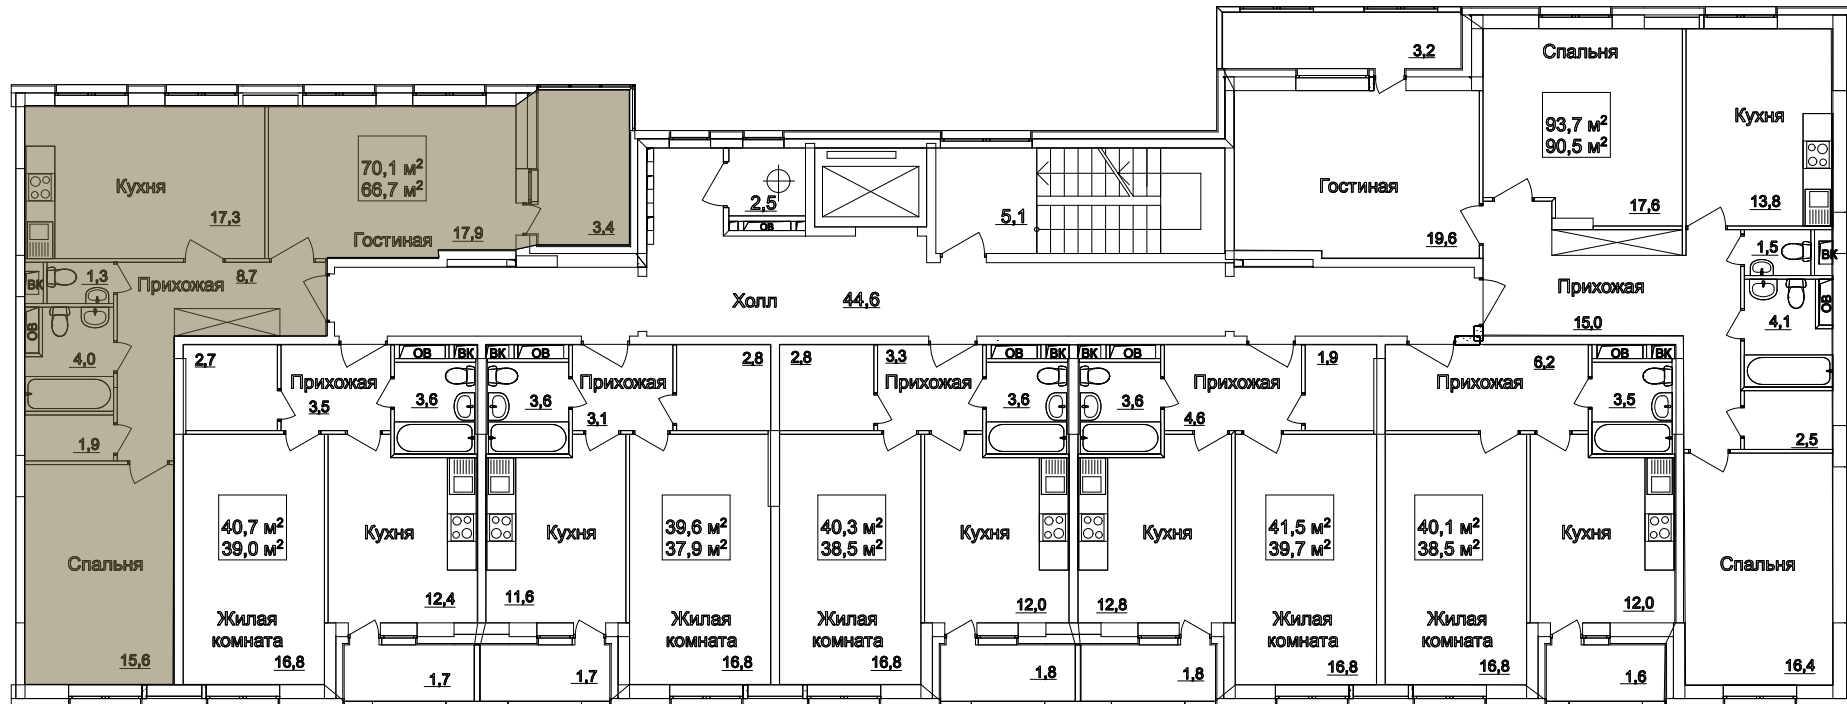 3,2
Спальня
Кухня
93,7 м²
90,5 м²
13,8
17,6
Гостиная
19,6
70,1 м²
66,7 м²
Кухня
17,3
Гостиная
17,9
3,4
2,5
ОВ
5,1
1,3
ВК
Прихожая
8,7
ОВ
4,0
1,9
Спальня
15,6
Холл
44,6
Прихожая
15,0
1,5
ВК
4,1
ОВ
2,5
Спальня
16,4
2,7
Прихожая
3,5
ОВ
ВК
3,6
40,7 м²
39,0 м²
Кухня
12,4
Жилая
комната
16,8
1,7
ВК
ОВ
3,6
Прихожая
3,1
2,8
Кухня
11,6
39,6 м²
37,9 м²
Жилая
комната
16,8
1,7
2,8
3,3
Прихожая
ОВ
ВК
3,6
40,3 м²
38,5 м²
Кухня
12,0
Жилая
комната
16,8
1,8
ВК
ОВ
3,6
Прихожая
4,6
1,9
Кухня
12,8
41,5 м²
39,7 м²
Жилая
комната
16,8
1,8
Прихожая
6,2
ОВ
ВК
3,5
40,1 м²
38,5 м²
Кухня
12,0
Жилая
комната
16,8
1,6